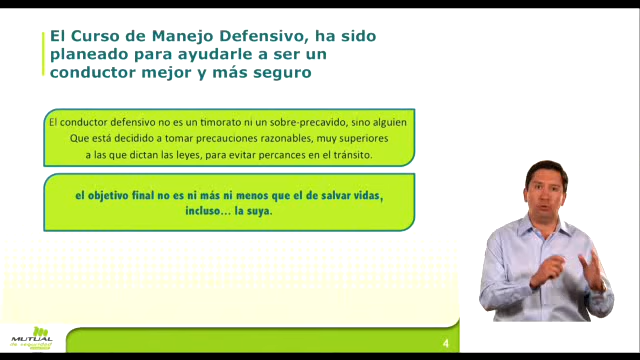 El Curso de Manejo Defensivo, ha sido
planeado para ayudarle a ser un
conductor mejor y más seguro
El conductor defensivo no es un timorato ni un sobre-precavido, sino alguien
Que está decidido a tomar precauciones razonables, muy superiores
a las que dictan las leyes, para evitar percances en el tránsito.
el objetivo final no es ni más ni menos que el de salvar vidas,
incluso... la suya.
MUTUAL
de seguridad
4